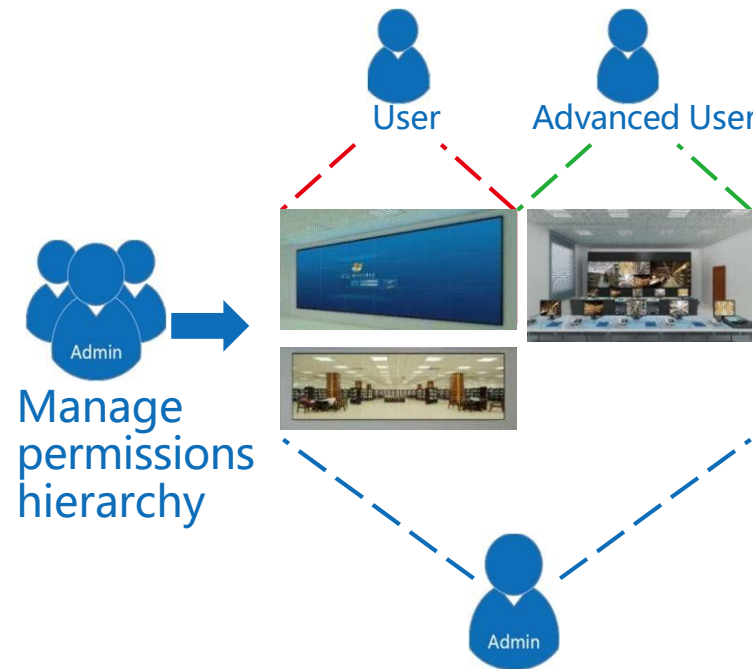 User
Advanced User
Admin
Manage
permissions
hierarchy
Admin